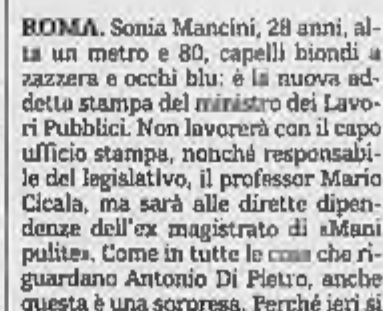 ROMA. Sonia Mancini, 28 anni, al-
ta un metro e 80, capelli biondi a
zazzera e occhi blu: è la nuova ad-
detta stampa del ministro dei Lavo-
ri Pubblici. Non lavorerà con il capo
ufficio stampa, nonché responsabi-
le del legislativo, il professor Mario
Cicala, ma sarà alle dirette dipen-
denze dell'ex magistrato di «Mani
pulite». Come in tutte le cose che ri-
guardano Antonio Di Pietro, anche
questa è una sorpresa. Perché ieri si